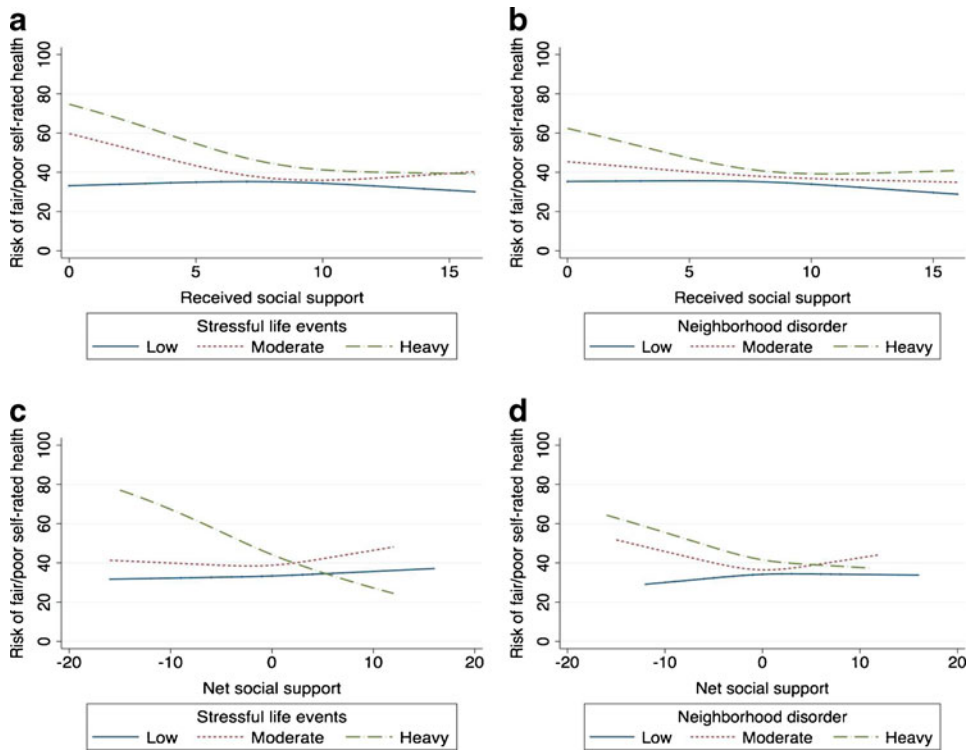 a
Risk of fair/poor self-rated health
100
80
60
40
20
0
0 5 10 15
Received social support
Stressful life events
Low Moderate Heavy
b
Risk of fair/poor self-rated health
100
80
60
40
20
0
0 5 10 15
Received social support
Neighborhood disorder
Low Moderate Heavy
c
Risk of fair/poor self-rated health
100
80
60
40
20
0
-20 -10 0 10 20
Net social support
Stressful life events
Low Moderate Heavy
d
Risk of fair/poor self-rated health
100
80
60
40
20
0
-20 -10 0 10 20
Net social support
Neighborhood disorder
Low Moderate Heavy